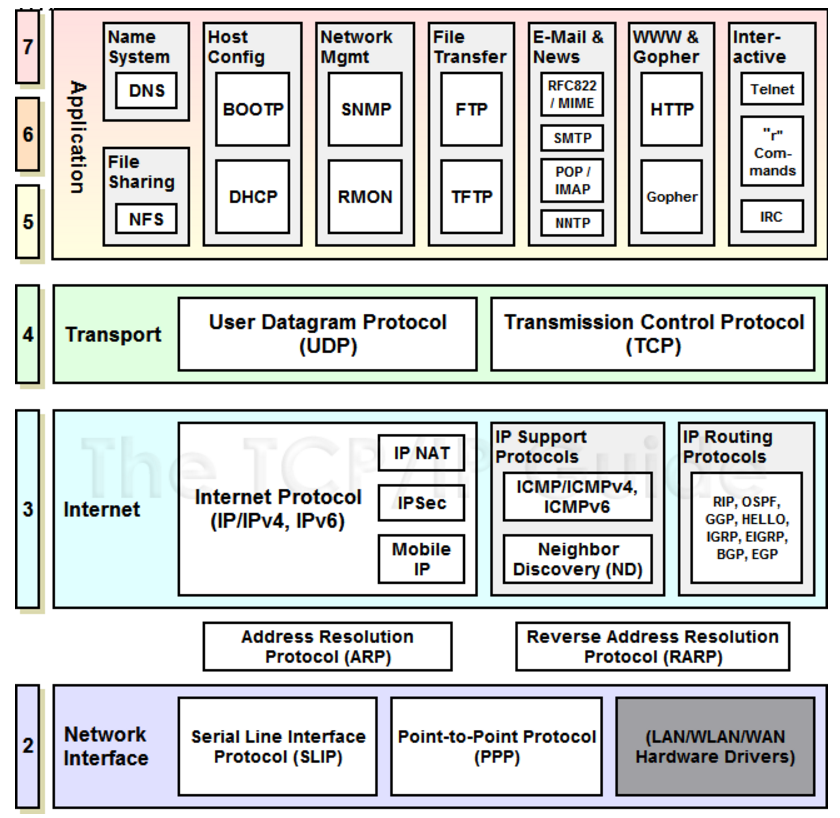 7
6
5
Application
Name
System
DNS
File
Sharing
NFS
Host
Config
BOOTP
DHCP
Network
Mgmt
SNMP
RMON
File
Transfer
FTP
TFTP
E-Mail &
News
RFC822
/ MIME
SMTP
POP /
IMAP
NNTP
WWW &
Gopher
HTTP
Gopher
Inter-
active
Telnet
"r"
Com-
mands
IRC
4
Transport
User Datagram Protocol
(UDP)
Transmission Control Protocol
(TCP)
The TCP/IP Guide
3
Internet
Internet Protocol
(IP/IPv4, IPv6)
IP NAT
IPSec
Mobile
IP
IP Support
Protocols
ICMP/ICMPv4,
ICMPv6
Neighbor
Discovery (ND)
IP Routing
Protocols
RIP, OSPF,
GGP, HELLO,
IGRP, EIGRP,
BGP, EGP
Address Resolution
Protocol (ARP)
Reverse Address Resolution
Protocol (RARP)
2
Network
Interface
Serial Line Interface
Protocol (SLIP)
Point-to-Point Protocol
(PPP)
(LAN/WLAN/WAN
Hardware Drivers)